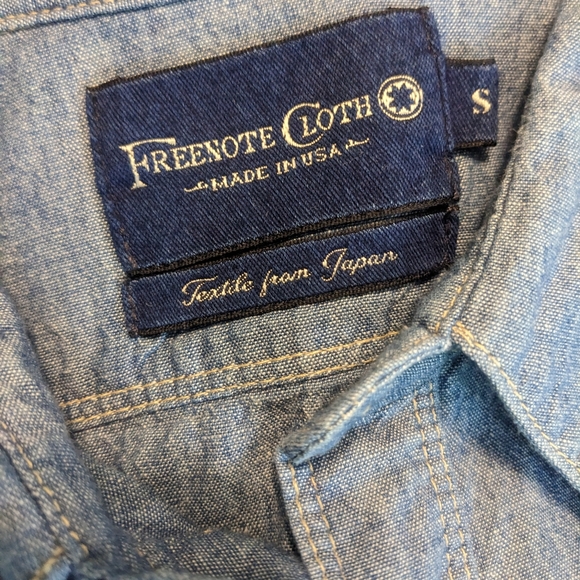 FREENOTE CLOTH
MADE IN USA
S
Textile from Japan